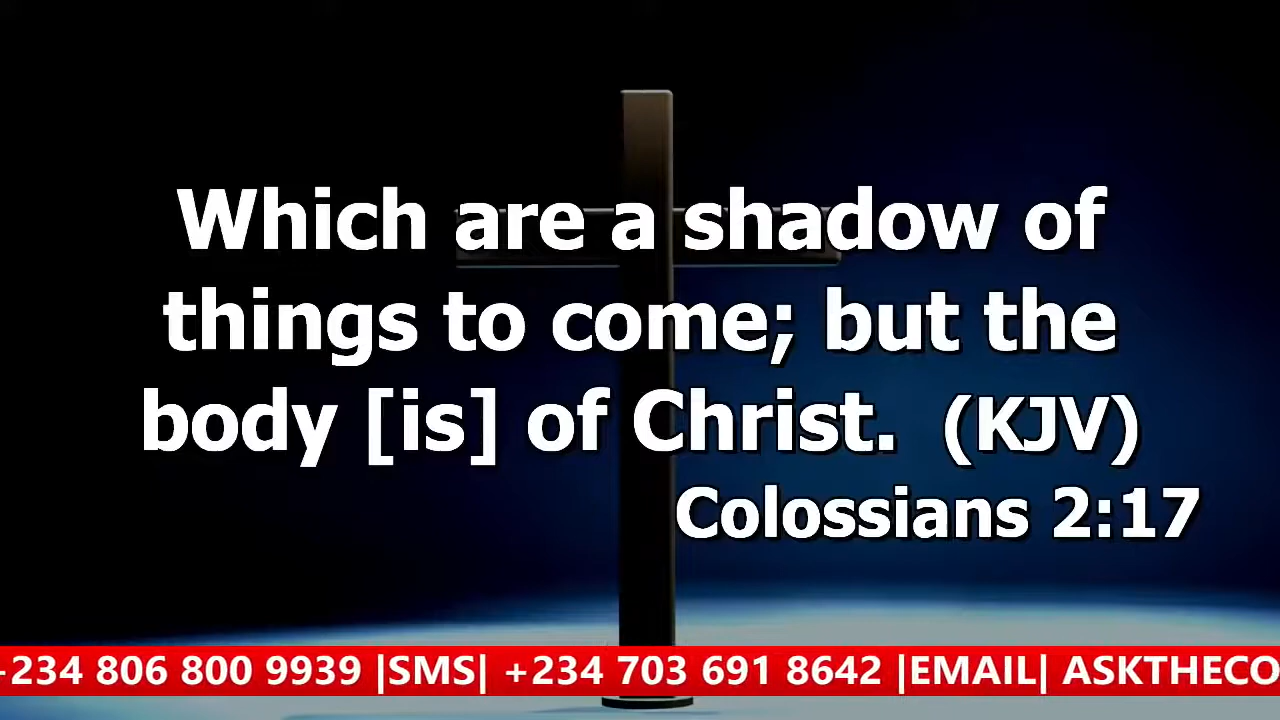 Which are a shadow of
things to come; but the
body [is] of Christ. (KJV)
Colossians 2:17
+234 806 800 9939 |SMS| +234 703 691 8642 |EMAIL| ASKTHECO